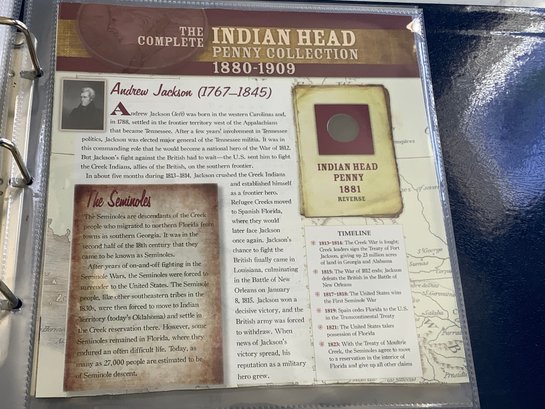 THE COMPLETE
INDIAN HEAD
PENNY COLLECTION
1880-1909
Andrew Jackson (1767–1845)
Andrew Jackson (left) was born in the western Carolinas and,
in 1788, settled in the frontier territory west of the Appalachians
that became Tennessee. After a few years' involvement in Tennessee
politics, Jackson was elected major general of the Tennessee militia. It was in
this commanding role that he would become a national hero of the War of 1812.
But Jackson's fight against the British had to wait—the U.S. sent him to fight
the Creek Indians, allies of the British, on the southern frontier.
In about five months during 1813–1814, Jackson crushed the Creek Indians
and established himself
as a frontier hero.
Refugee Creeks moved
to Spanish Florida,
where they would
later face Jackson
once again. Jackson's
chance to fight the
British finally came in
Louisiana, culminating
in the Battle of New
Orleans on January
8, 1815. Jackson won a
decisive victory, and the
British army was forced
to withdraw. When
news of Jackson's
victory spread, his
reputation as a military
hero grew.
The Seminoles
The Seminoles are descendants of the Creek
people who migrated to northern Florida from
towns in southern Georgia. It was in the
second half of the 18th century that they
came to be known as Seminoles.
After years of on-and-off fighting in the
Seminole Wars, the Seminoles were forced to
surrender to the United States. The Seminole
people, like other southeastern tribes in the
1830s, were then forced to move to Indian
Territory (today's Oklahoma) and settle in
the Creek reservation there. However, some
Seminoles remained in Florida, where they
endured an often difficult life. Today, as
many as 27,000 people are estimated to be
of Seminole descent.
INDIAN HEAD
PENNY
1881
REVERSE
TIMELINE
1813-1814: The Creek War is fought;
Creek leaders sign the Treaty of Fort
Jackson, giving up 23 million acres
of land in Georgia and Alabama
1815: The War of 1812 ends; Jackson
defeats the British in the Battle of
New Orleans
1817-1818: The United States wins
the First Seminole War
1819: Spain cedes Florida to the U.S.
in the Transcontinental Treaty
1821: The United States takes
possession of Florida
1823: With the Treaty of Moultrie
Creek, the Seminoles agree to move
to a reservation in the interior of
Florida and give up all other claims